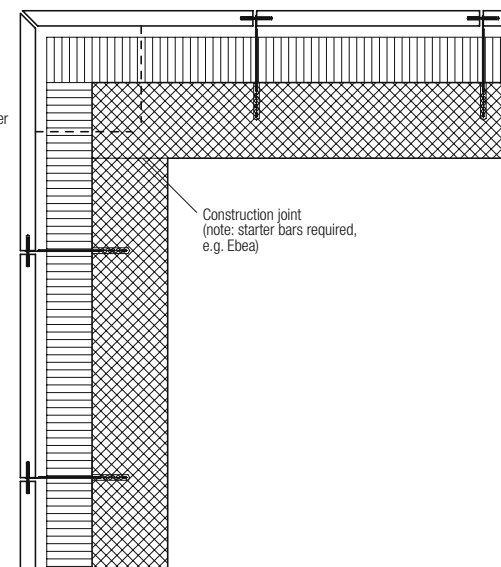 Construction joint
(note: starter bars required,
e.g. Ebea)